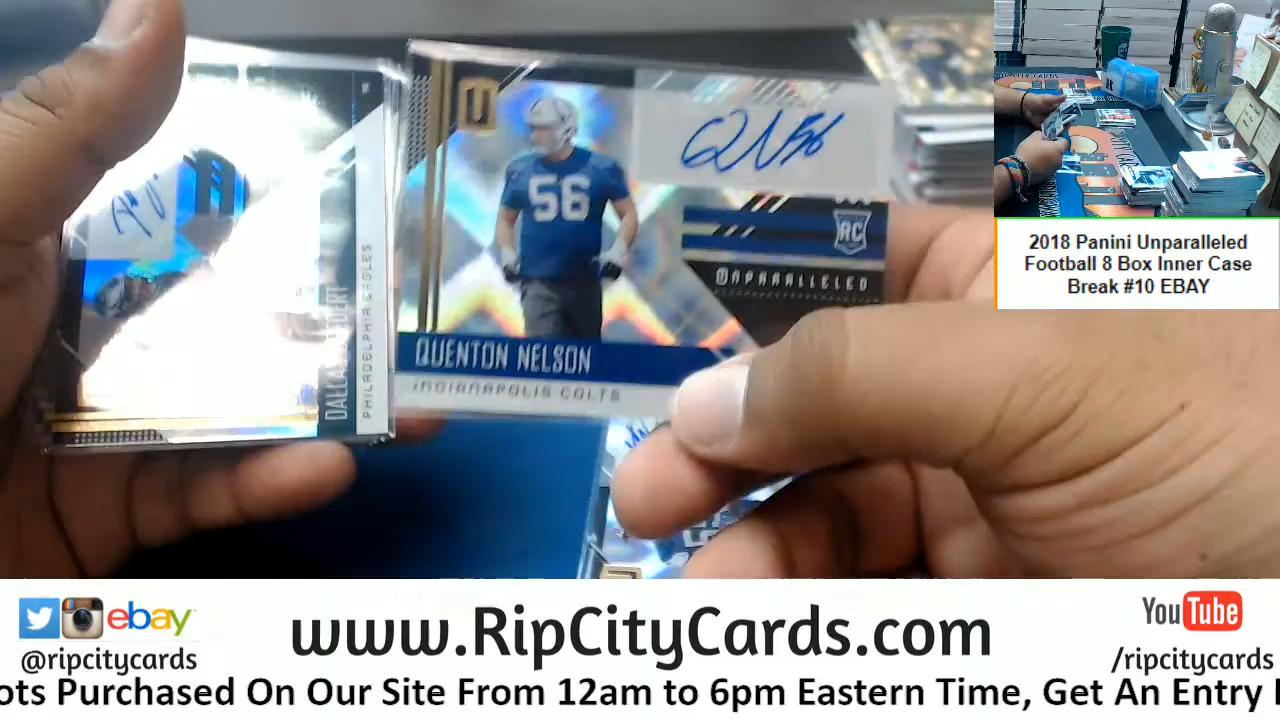 U
56
RC
UNPARALLELED
QUENTON NELSON
INDIANAPOLIS COLTS
PHILADELPHIA EAGLES
2018 Panini Unparalleled
Football 8 Box Inner Case
Break #10 EBAY
ebay
@ripcitycards
www.RipCityCards.com
YouTube
/ripcitycards
ots Purchased On Our Site From 12am to 6pm Eastern Time, Get An Entry